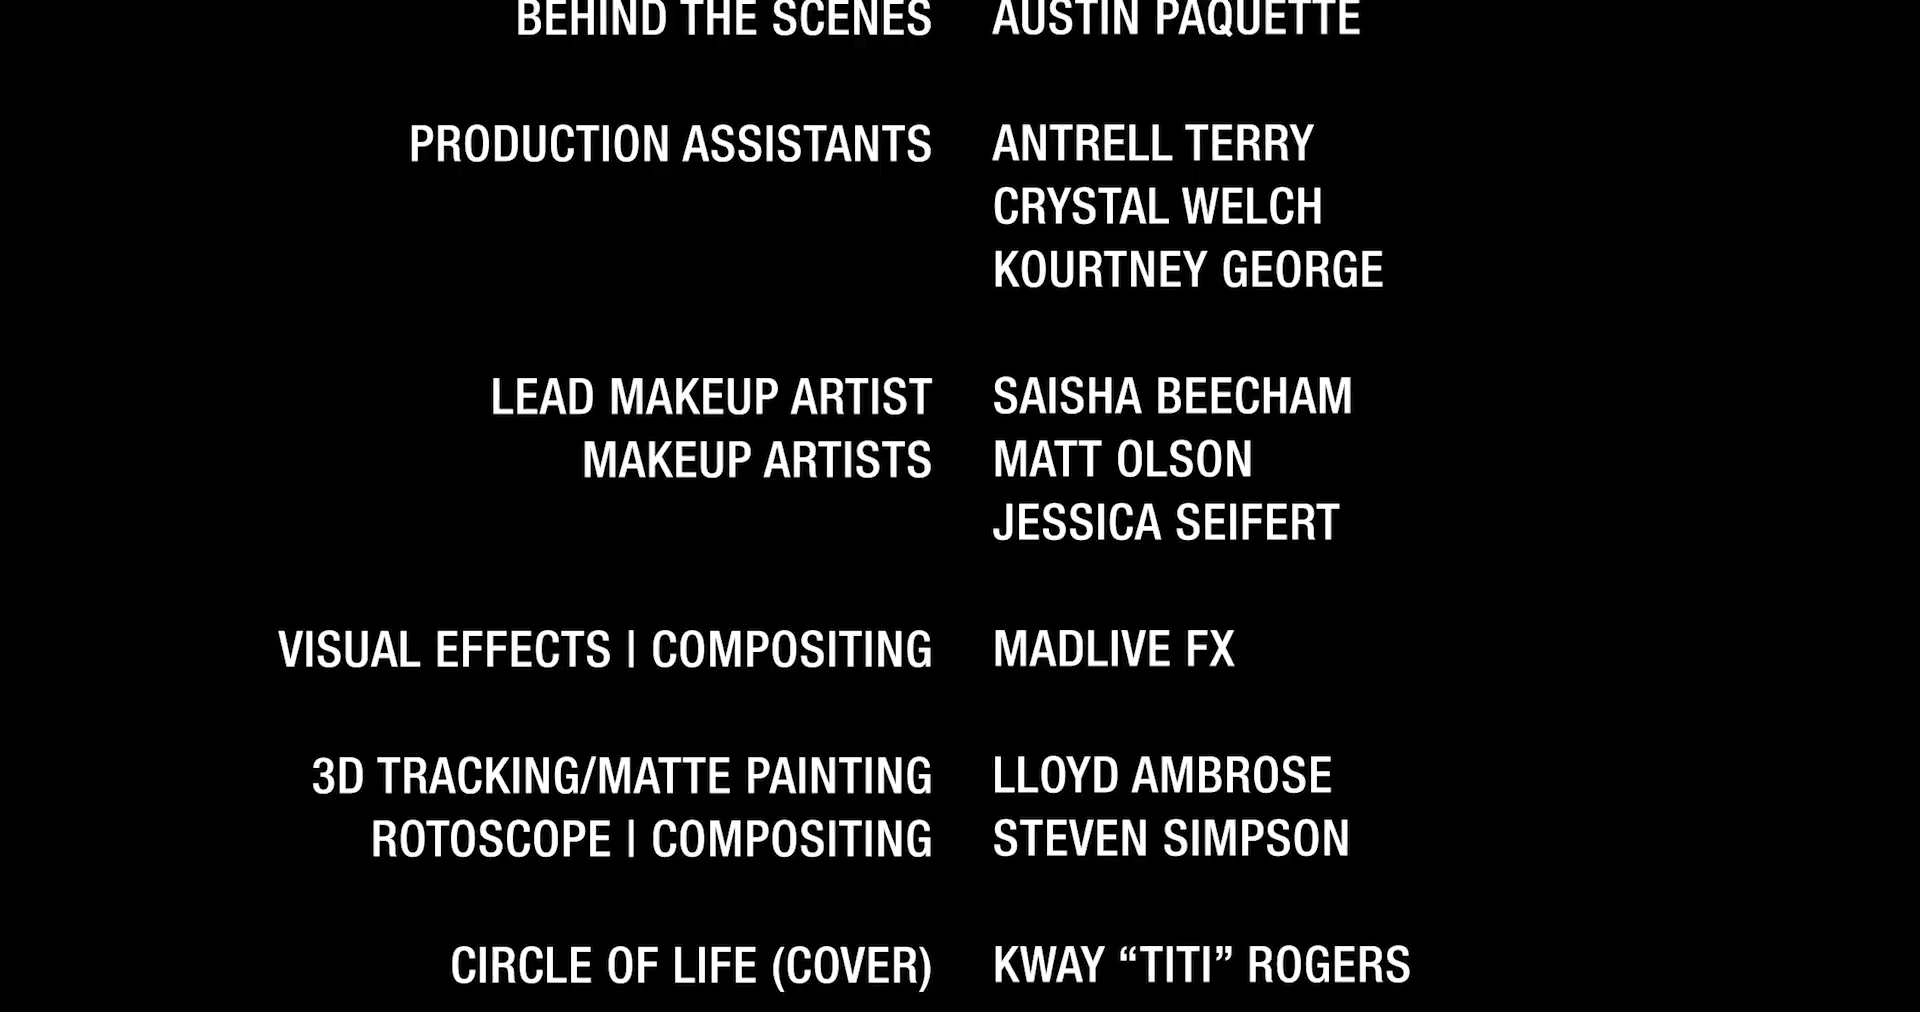 BEHIND THE SCENES AUSTIN PAQUETTE
PRODUCTION ASSISTANTS ANTRELL TERRY
CRYSTAL WELCH
KOURTNEY GEORGE
LEAD MAKEUP ARTIST SAISHA BEECHAM
MAKEUP ARTISTS MATT OLSON
JESSICA SEIFERT
VISUAL EFFECTS | COMPOSITING MADLIVE FX
3D TRACKING/MATTE PAINTING LLOYD AMBROSE
ROTOSCOPE | COMPOSITING STEVEN SIMPSON
CIRCLE OF LIFE (COVER) KWAY “TITI” ROGERS